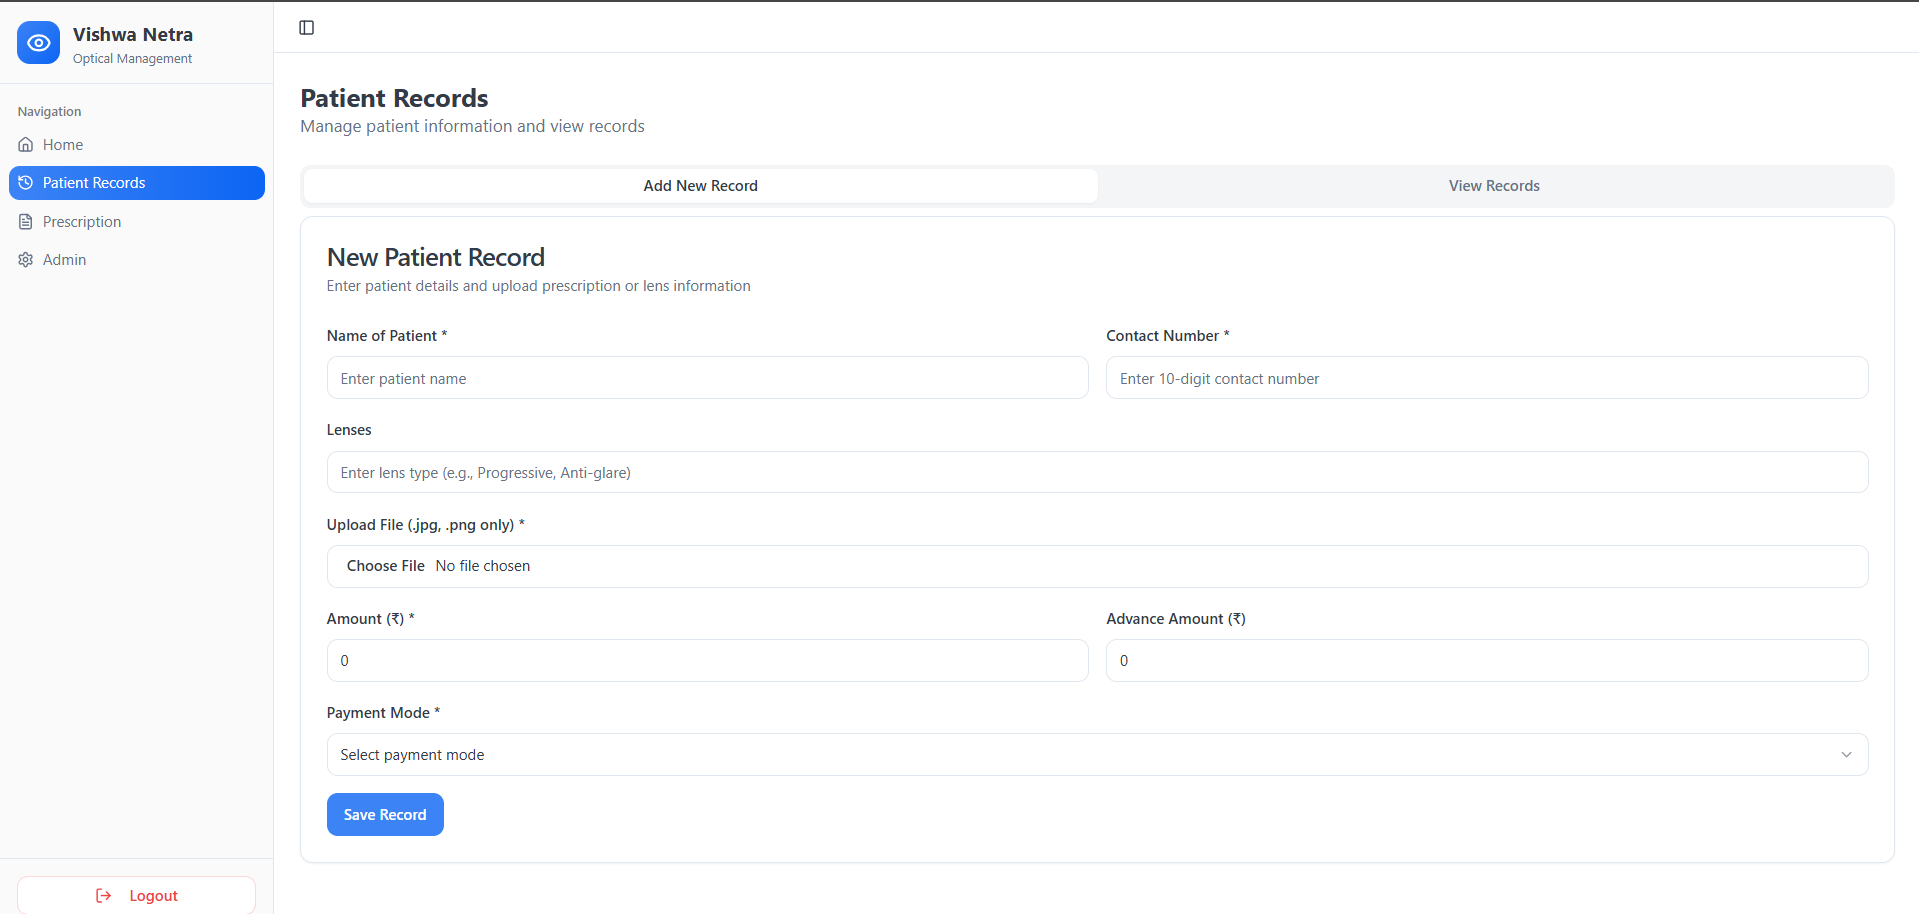 Vishwa Netra
Optical Management
Navigation
Home
Patient Records
Prescription
Admin
Logout
Patient Records
Manage patient information and view records
Add New Record
View Records
New Patient Record
Enter patient details and upload prescription or lens information
Name of Patient *
Contact Number *
Enter patient name
Enter 10-digit contact number
Lenses
Enter lens type (e.g., Progressive, Anti-glare)
Upload File (.jpg, .png only) *
Choose File No file chosen
Amount (₹) *
Advance Amount (₹)
0
0
Payment Mode *
Select payment mode
Save Record